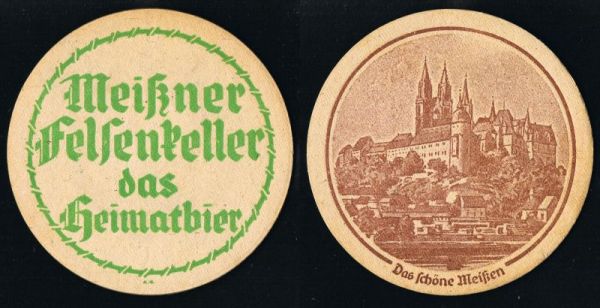 Meißner
Felsenkeller
das
Heimatbier
Das schöne Meißen